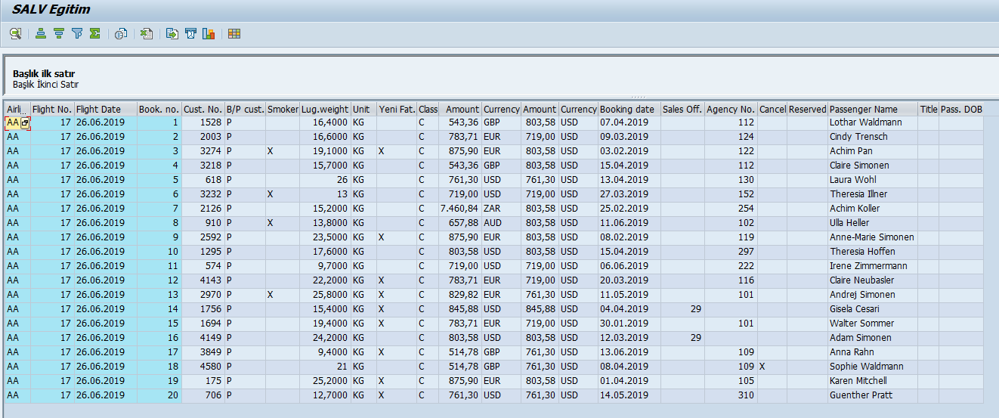 SALV Egitim
Başlık ilk satır
Başlık İkinci Satır
Airli... Flight No. Flight Date Book. no. Cust. No. B/P cust. Smoker Lug.weight Unit Yeni Fat. Class Amount Currency Amount Currency Booking date Sales Off. Agency No. Cancel Reserved Passenger Name Title Pass. DOB
AA 17 26.06.2019 1 1528 P 16,4000 KG C 543,36 GBP 803,58 USD 07.04.2019 112 Lothar Waldmann
AA 17 26.06.2019 2 2003 P 16,6000 KG C 783,71 EUR 719,00 USD 09.03.2019 124 Cindy Trensch
AA 17 26.06.2019 3 3274 P X 19,1000 KG X C 875,90 EUR 803,58 USD 03.02.2019 122 Achim Pan
AA 17 26.06.2019 4 3218 P 15,7000 KG C 543,36 GBP 803,58 USD 15.04.2019 112 Claire Simonen
AA 17 26.06.2019 5 618 P 26 KG C 761,30 USD 761,30 USD 13.04.2019 130 Laura Wohl
AA 17 26.06.2019 6 3232 P X 13 KG C 719,00 USD 719,00 USD 27.03.2019 152 Theresia Illner
AA 17 26.06.2019 7 2126 P 15,2000 KG C 7.460,84 ZAR 803,58 USD 25.02.2019 254 Achim Koller
AA 17 26.06.2019 8 910 P X 13,8000 KG C 657,88 AUD 803,58 USD 11.06.2019 102 Ulla Heller
AA 17 26.06.2019 9 2592 P 23,5000 KG X C 875,90 EUR 803,58 USD 08.02.2019 119 Anne-Marie Simonen
AA 17 26.06.2019 10 1295 P 17,6000 KG C 803,58 USD 803,58 USD 15.04.2019 297 Theresia Hoffen
AA 17 26.06.2019 11 574 P 9,7000 KG C 719,00 USD 719,00 USD 06.06.2019 222 Irene Zimmermann
AA 17 26.06.2019 12 4143 P 22,2000 KG X C 783,71 EUR 719,00 USD 20.03.2019 116 Claire Neubasler
AA 17 26.06.2019 13 2970 P X 25,8000 KG X C 829,82 EUR 761,30 USD 11.05.2019 101 Andrej Simonen
AA 17 26.06.2019 14 1756 P 15,4000 KG X C 845,88 USD 845,88 USD 04.04.2019 29 Gisela Cesari
AA 17 26.06.2019 15 1694 P 19,4000 KG X C 783,71 EUR 719,00 USD 30.01.2019 101 Walter Sommer
AA 17 26.06.2019 16 4149 P 24,2000 KG C 803,58 USD 803,58 USD 12.03.2019 29 Adam Simonen
AA 17 26.06.2019 17 3849 P 9,4000 KG X C 514,78 GBP 761,30 USD 13.06.2019 109 Anna Rahn
AA 17 26.06.2019 18 4580 P 21 KG C 514,78 GBP 761,30 USD 08.04.2019 109 X Sophie Waldmann
AA 17 26.06.2019 19 175 P 25,2000 KG X C 875,90 EUR 803,58 USD 01.04.2019 105 Karen Mitchell
AA 17 26.06.2019 20 706 P 12,7000 KG X C 761,30 USD 761,30 USD 14.05.2019 310 Guenther Pratt